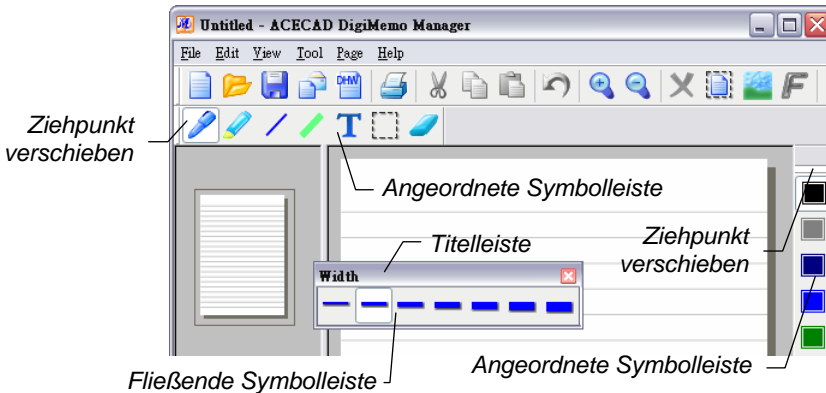 Untitled - ACECAD DigiMemo Manager
File Edit View Tool Page Help
DHW
F
T
Ziehpunkt
verschieben
Angeordnete Symbolleiste
Titelleiste
Ziehpunkt
verschieben
Width
Angeordnete Symbolleiste
Fließende Symbolleiste